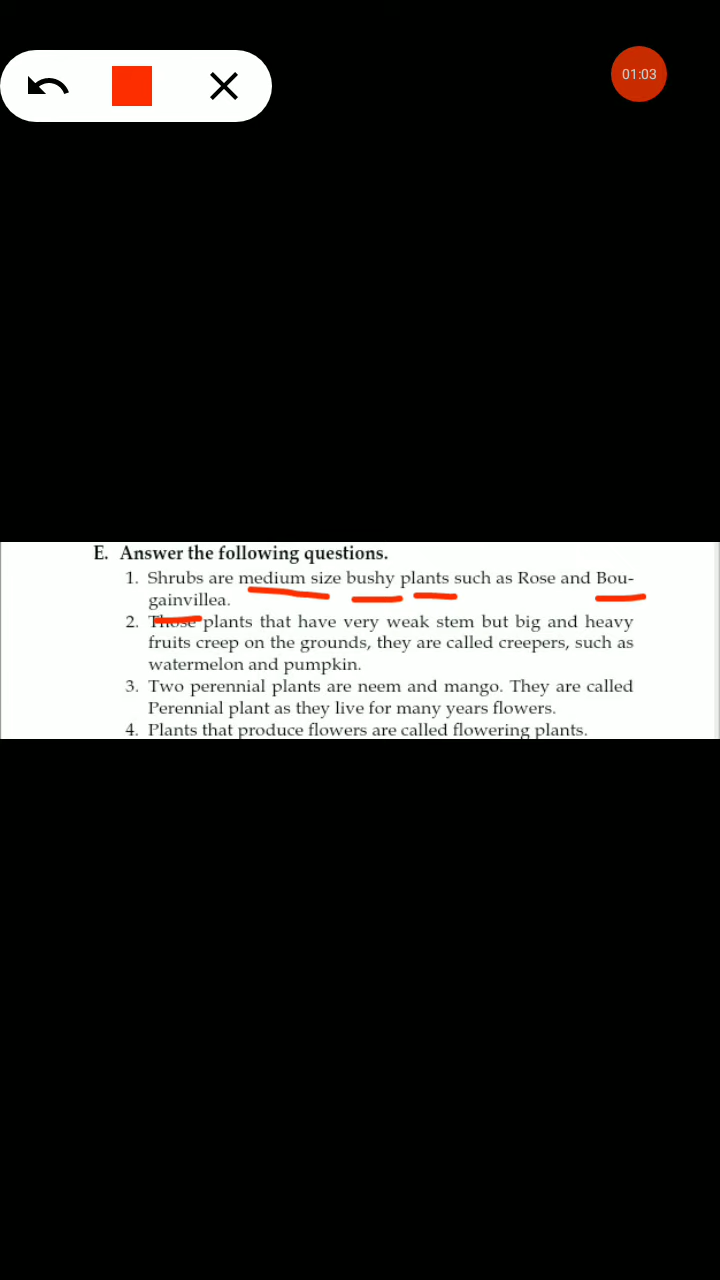 01:03
E. Answer the following questions.
1. Shrubs are medium size bushy plants such as Rose and Bou-
gainvillea.
2. Those plants that have very weak stem but big and heavy
fruits creep on the grounds, they are called creepers, such as
watermelon and pumpkin.
3. Two perennial plants are neem and mango. They are called
Perennial plant as they live for many years flowers.
4. Plants that produce flowers are called flowering plants.